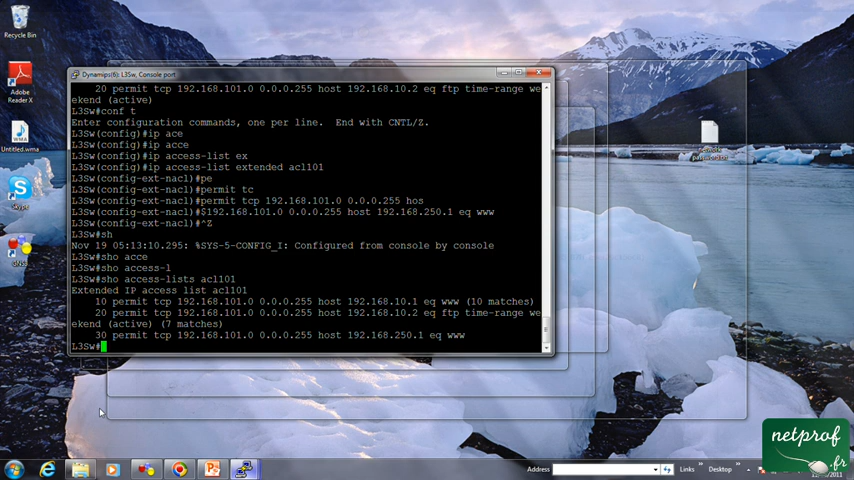 Recycle Bin
Adobe
Reader X
Untitled.wma
Skype
GNS3
password.txt
Dynamips(6): L3Sw, Console port
20 permit tcp 192.168.101.0 0.0.0.255 host 192.168.10.2 eq ftp time-range we
ekend (active)
L3Sw#conf t
Enter configuration commands, one per line.  End with CNTL/Z.
L3Sw(config)#ip ace
L3Sw(config)#ip acce
L3Sw(config)#ip access-list ex
L3Sw(config)#ip access-list extended acl101
L3Sw(config-ext-nacl)#pe
L3Sw(config-ext-nacl)#permit tc
L3Sw(config-ext-nacl)#permit tcp 192.168.101.0 0.0.0.255 hos
L3Sw(config-ext-nacl)#$192.168.101.0 0.0.0.255 host 192.168.250.1 eq www
L3Sw(config-ext-nacl)#^Z
L3Sw#sh
Nov 19 05:13:10.295: %SYS-5-CONFIG_I: Configured from console by console
L3Sw#sho acce
L3Sw#sho access-l
L3Sw#sho access-lists acl101
Extended IP access list acl101
10 permit tcp 192.168.101.0 0.0.0.255 host 192.168.10.1 eq www (10 matches)
20 permit tcp 192.168.101.0 0.0.0.255 host 192.168.10.2 eq ftp time-range we
ekend (active) (7 matches)
30 permit tcp 192.168.101.0 0.0.0.255 host 192.168.250.1 eq www
L3Sw#
netprof
.fr
Address
Links
Desktop